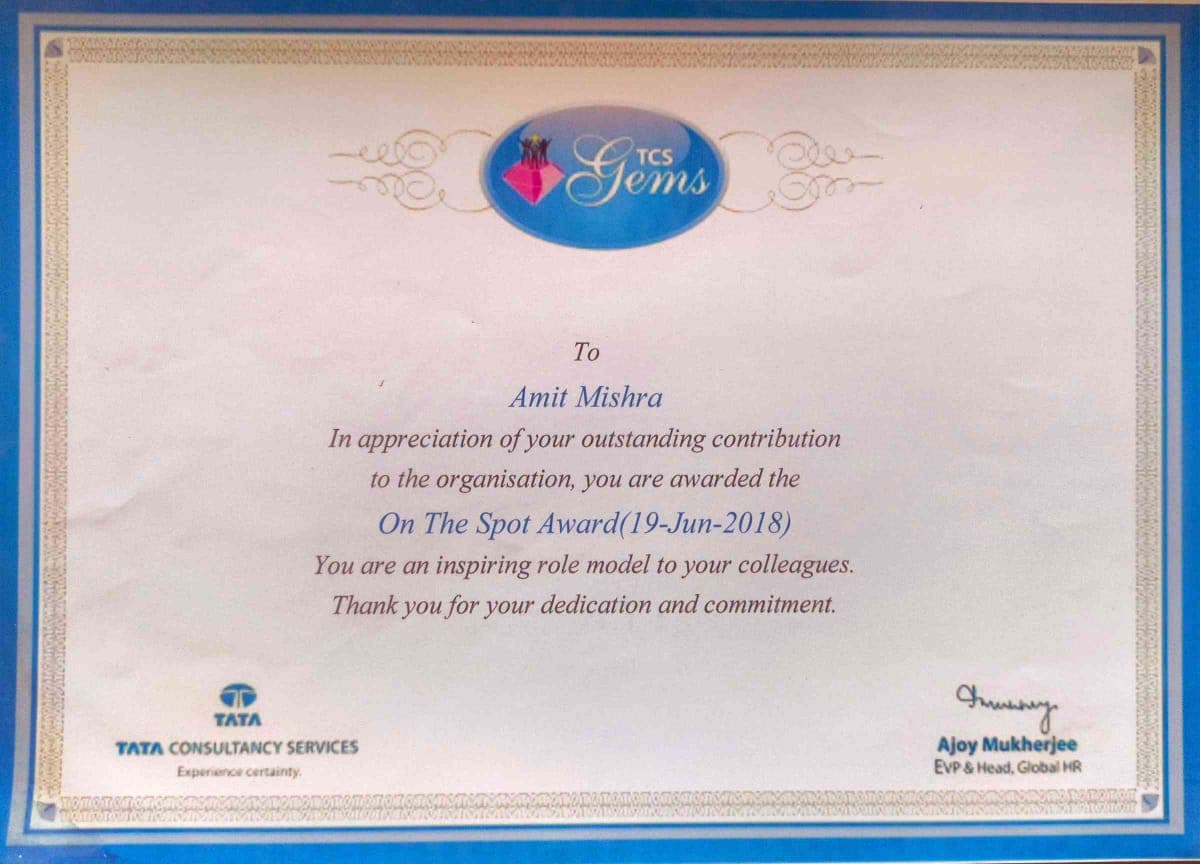 TCS
Gems
To
Amit Mishra
In appreciation of your outstanding contribution
to the organisation, you are awarded the
On The Spot Award(19-Jun-2018)
You are an inspiring role model to your colleagues.
Thank you for your dedication and commitment.
TATA
TATA CONSULTANCY SERVICES
Experience certainty.
Ajoy Mukherjee
EVP & Head, Global HR